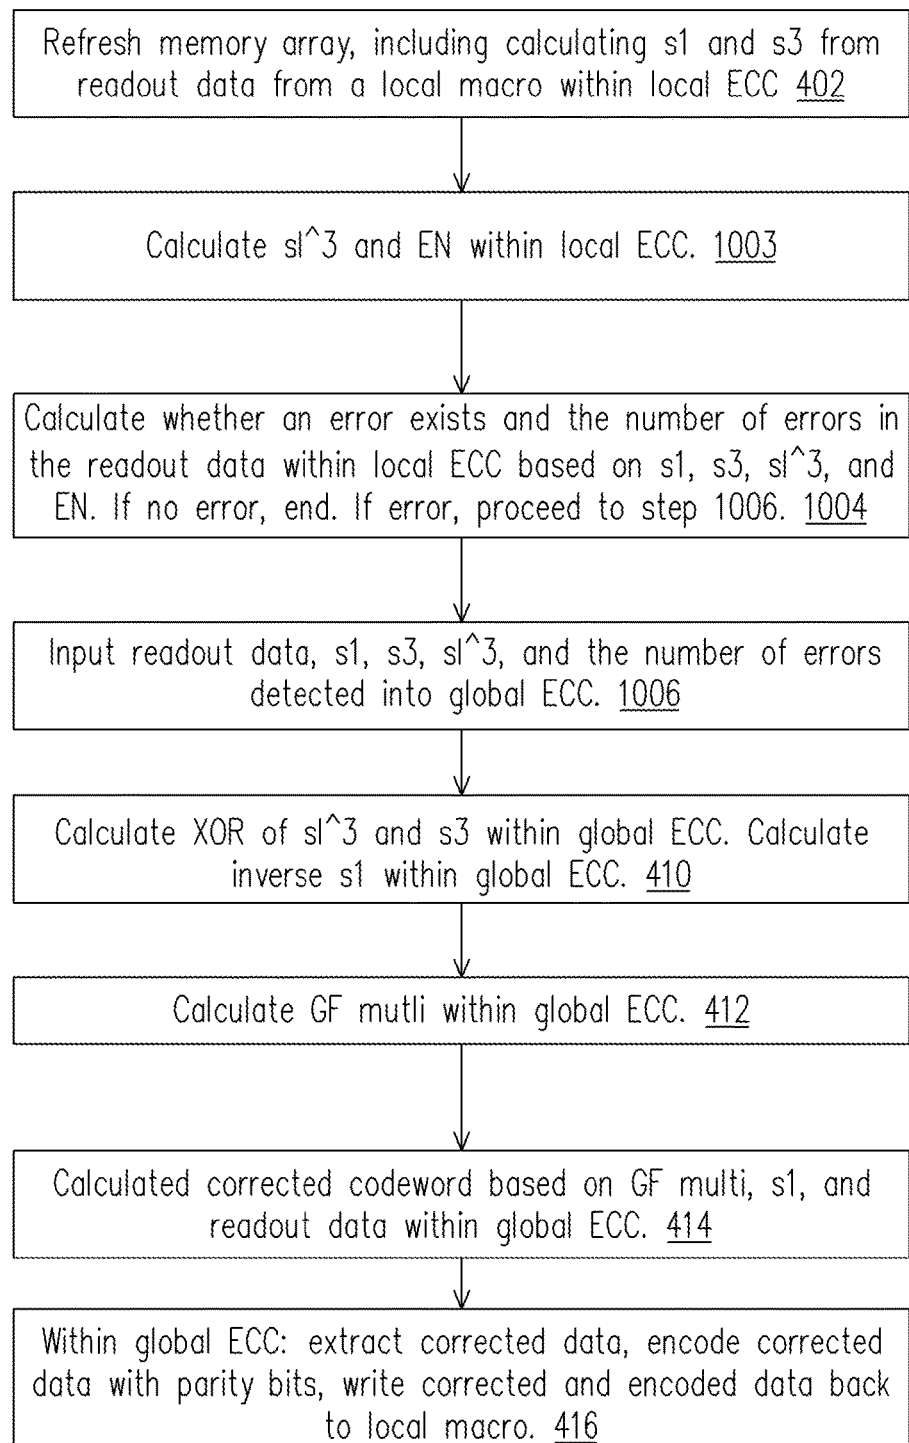 Refresh memory array, including calculating s1 and s3 from
readout data from a local macro within local ECC 402
Calculate sl^3 and EN within local ECC. 1003
Calculate whether an error exists and the number of errors in
the readout data within local ECC based on s1, s3, sl^3, and
EN. If no error, end. If error, proceed to step 1006. 1004
Input readout data, s1, s3, sl^3, and the number of errors
detected into global ECC. 1006
Calculate XOR of sl^3 and s3 within global ECC. Calculate
inverse s1 within global ECC. 410
Calculate GF mutli within global ECC. 412
Calculated corrected codeword based on GF multi, s1, and
readout data within global ECC. 414
Within global ECC: extract corrected data, encode corrected
data with parity bits, write corrected and encoded data back
to local macro. 416